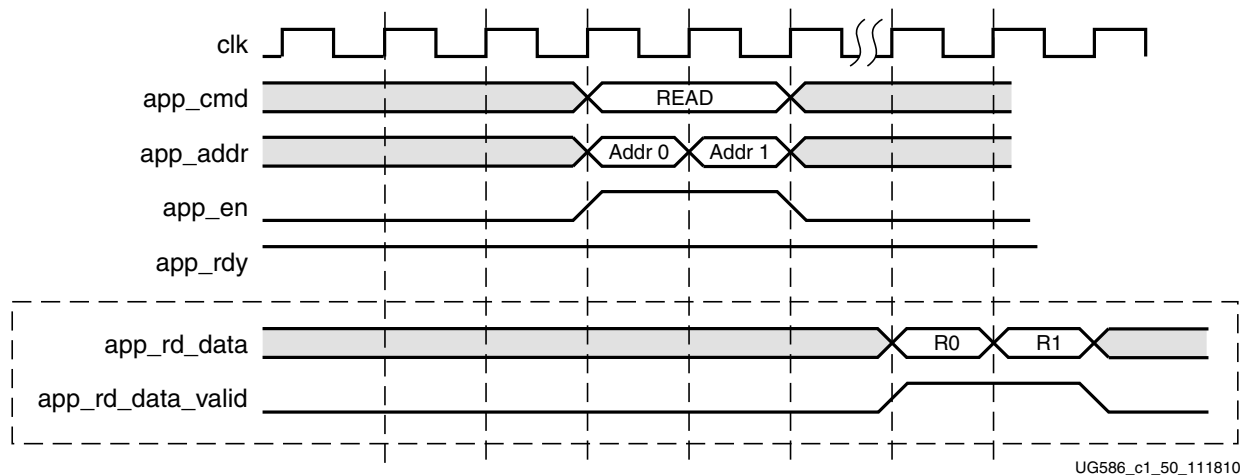 clk
app_cmd READ
app_addr Addr 0 Addr 1
app_en
app_rdy
app_rd_data R0 R1
app_rd_data_valid
UG586_c1_50_111810